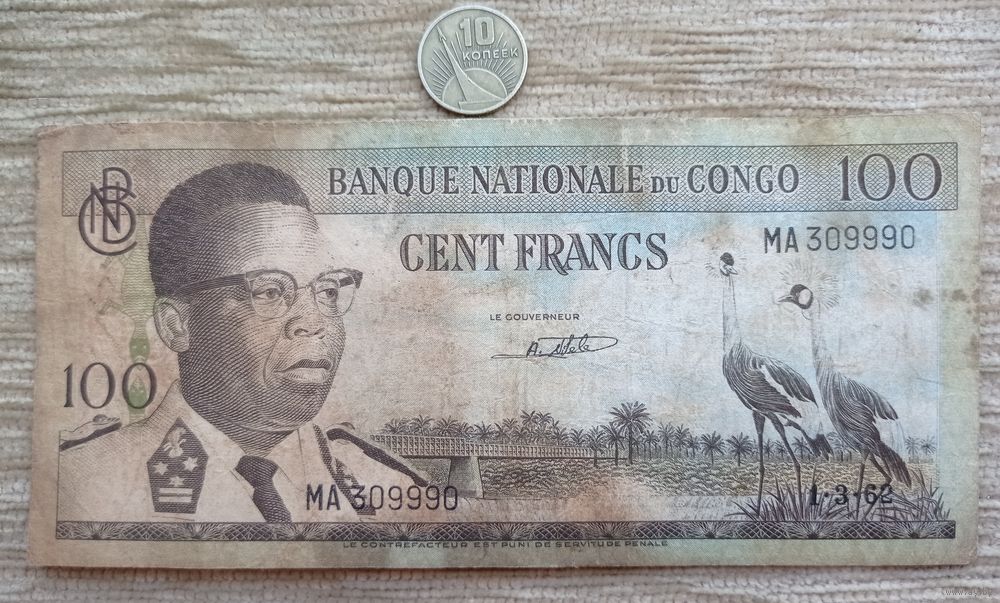 10
КОПЕЕК
BNC
BANQUE NATIONALE DU CONGO 100
CENT FRANCS
MA 309990
LE GOUVERNEUR
100
MA 309990
1-3-62
LE CONTREFACTEUR EST PUNI DE SERVITUDE PENALE